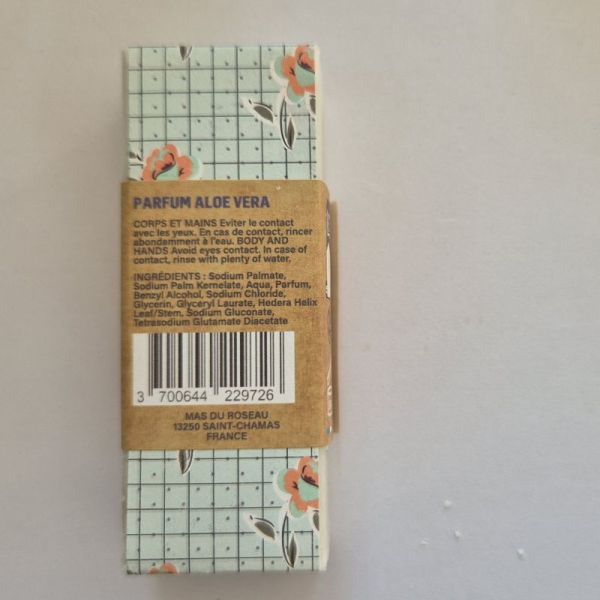 PARFUM ALOE VERA
CORPS ET MAINS Eviter le contact
avec les yeux. En cas de contact, rincer
abondemment à l'eau. BODY AND
HANDS Avoid eyes contact. In case of
contact, rinse with plenty of water.
INGRÉDIENTS : Sodium Palmate,
Sodium Palm Kernelate, Aqua, Parfum,
Benzyl Alcohol, Sodium Chloride,
Glycerin, Glyceryl Laurate, Hedera Helix
Leaf/Stem, Sodium Gluconate,
Tetrasodium Glutamate Diacetate
3 700644 229726
MAS DU ROSEAU
13250 SAINT-CHAMAS
FRANCE